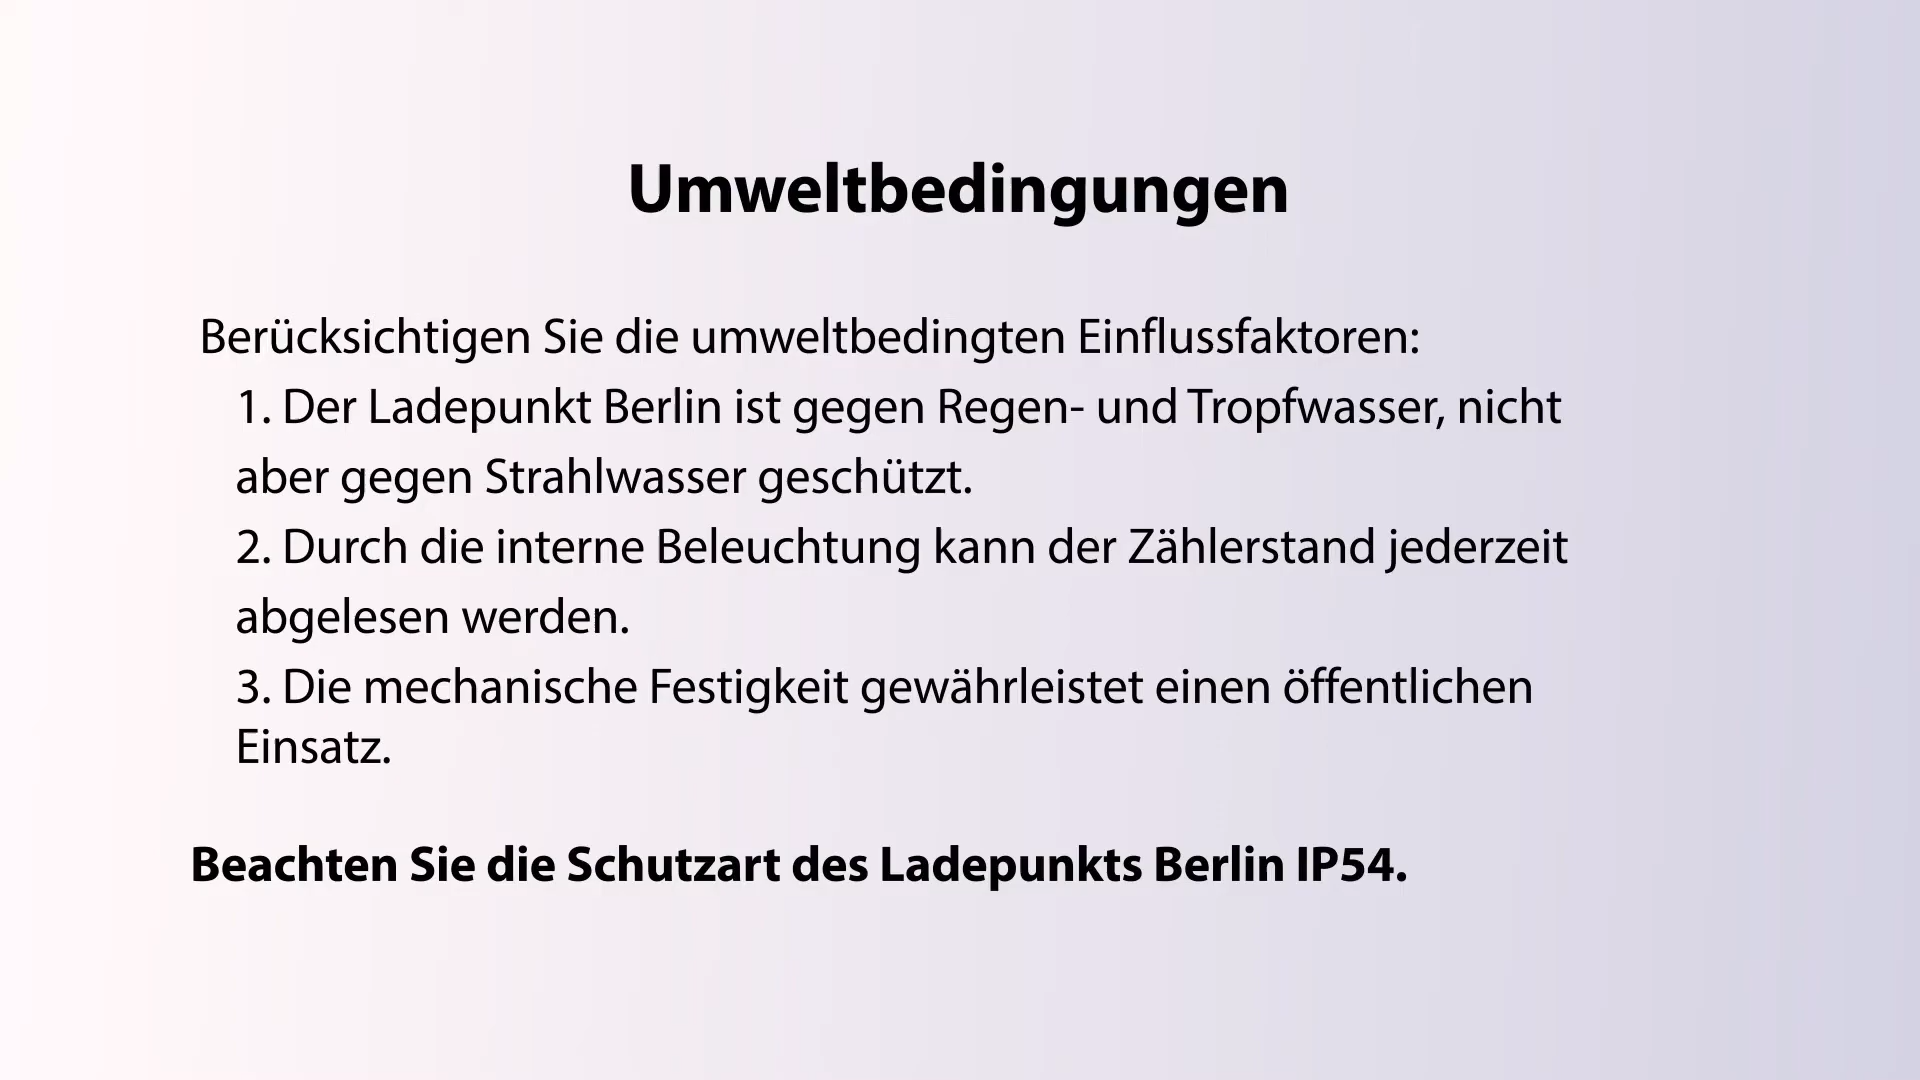 Umweltbedingungen
Berücksichtigen Sie die umweltbedingten Einflussfaktoren:
1. Der Ladepunkt Berlin ist gegen Regen- und Tropfwasser, nicht
aber gegen Strahlwasser geschützt.
2. Durch die interne Beleuchtung kann der Zählerstand jederzeit
abgelesen werden.
3. Die mechanische Festigkeit gewährleistet einen öffentlichen
Einsatz.
Beachten Sie die Schutzart des Ladepunkts Berlin IP54.